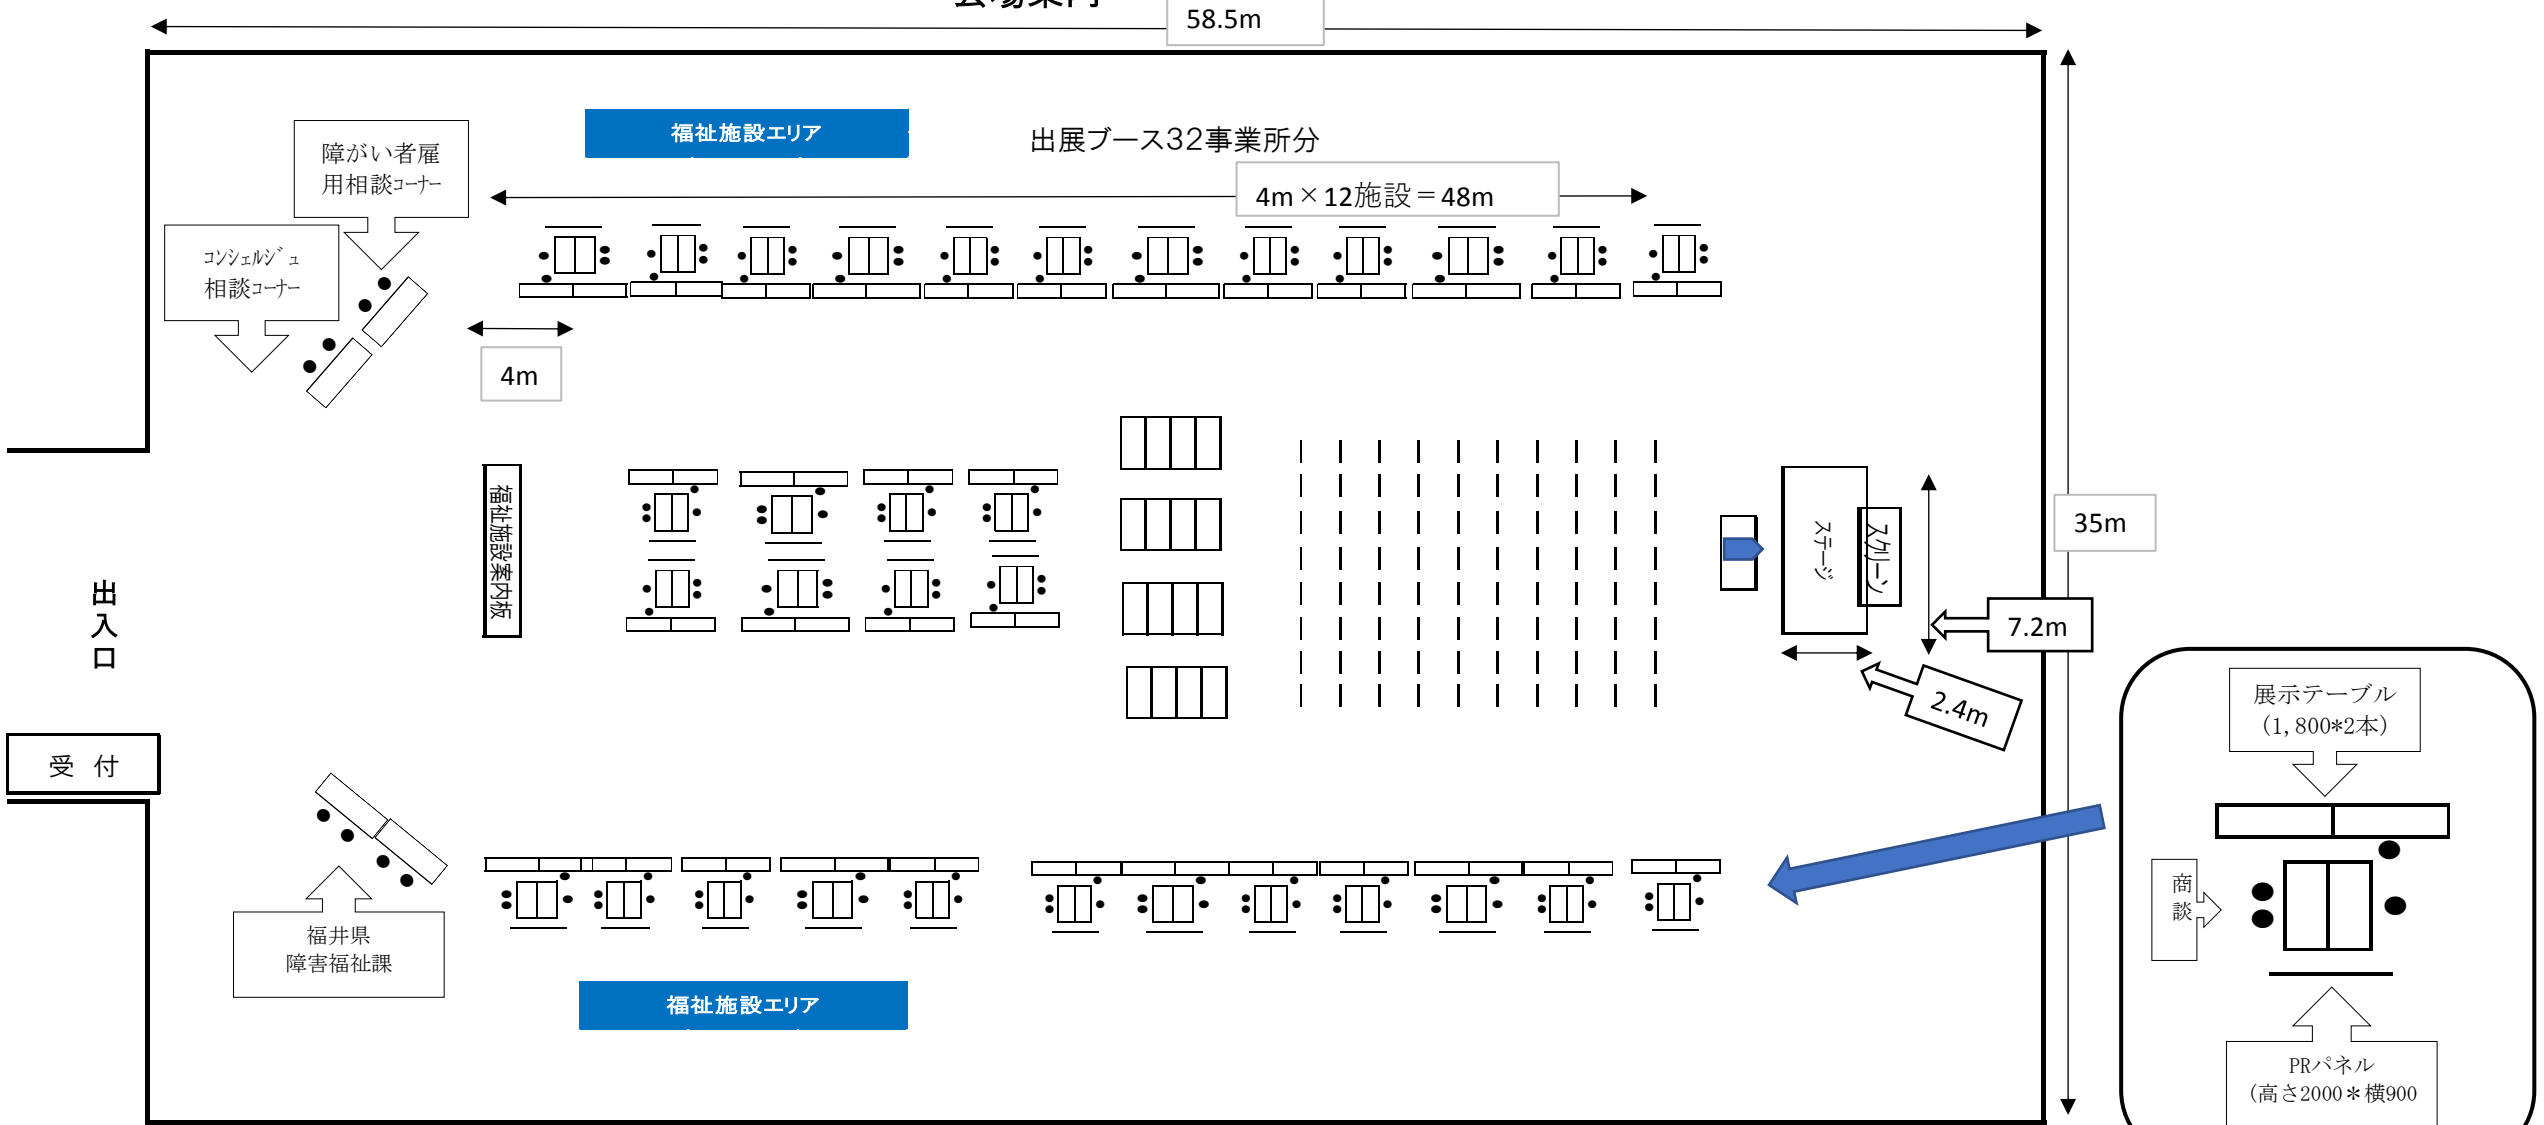 会場案内
58.5m
福祉施設エリア
出展ブース32事業所分
4m×12施設＝48m
障がい者雇
用相談ｺｰﾅｰ
ｺﾝｼｪﾙｼﾞｭ
相談ｺｰﾅｰ
4m
福祉施設案内板
ステージ
スクリーン
35m
7.2m
2.4m
出入口
受 付
展示テーブル
(1,800*2本)
商談
福井県
障害福祉課
福祉施設エリア
PRパネル
(高さ2000＊横900